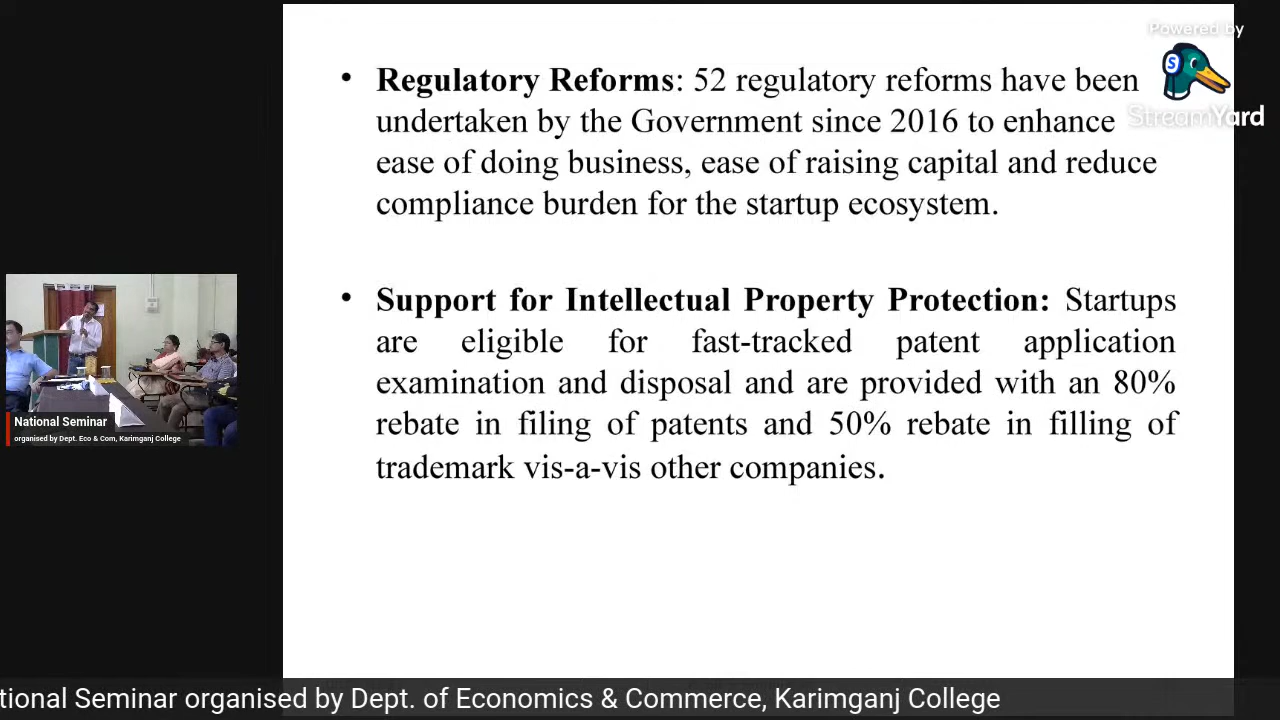 Powered by
S
StreamYard
• Regulatory Reforms: 52 regulatory reforms have been
undertaken by the Government since 2016 to enhance
ease of doing business, ease of raising capital and reduce
compliance burden for the startup ecosystem.
• Support for Intellectual Property Protection: Startups
are eligible for fast-tracked patent application
examination and disposal and are provided with an 80%
rebate in filing of patents and 50% rebate in filling of
trademark vis-a-vis other companies.
National Seminar
organised by Dept. Eco & Com, Karimganj College
tional Seminar organised by Dept. of Economics & Commerce, Karimganj College